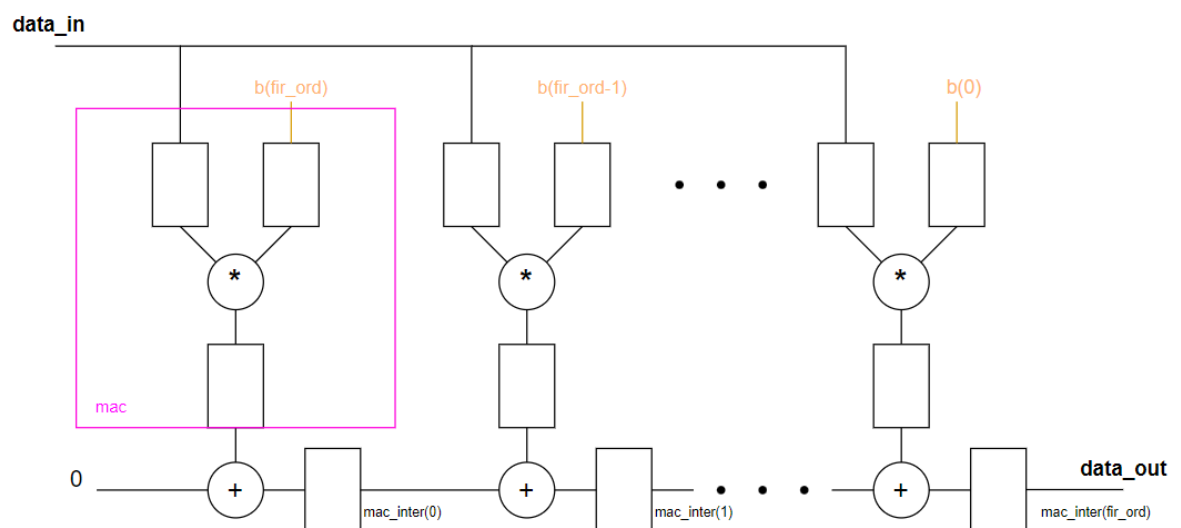 data_in
b(fir_ord)
b(fir_ord-1)
b(0)
*
*
*
mac
0
+
+
+
data_out
mac_inter(0)
mac_inter(1)
mac_inter(fir_ord)